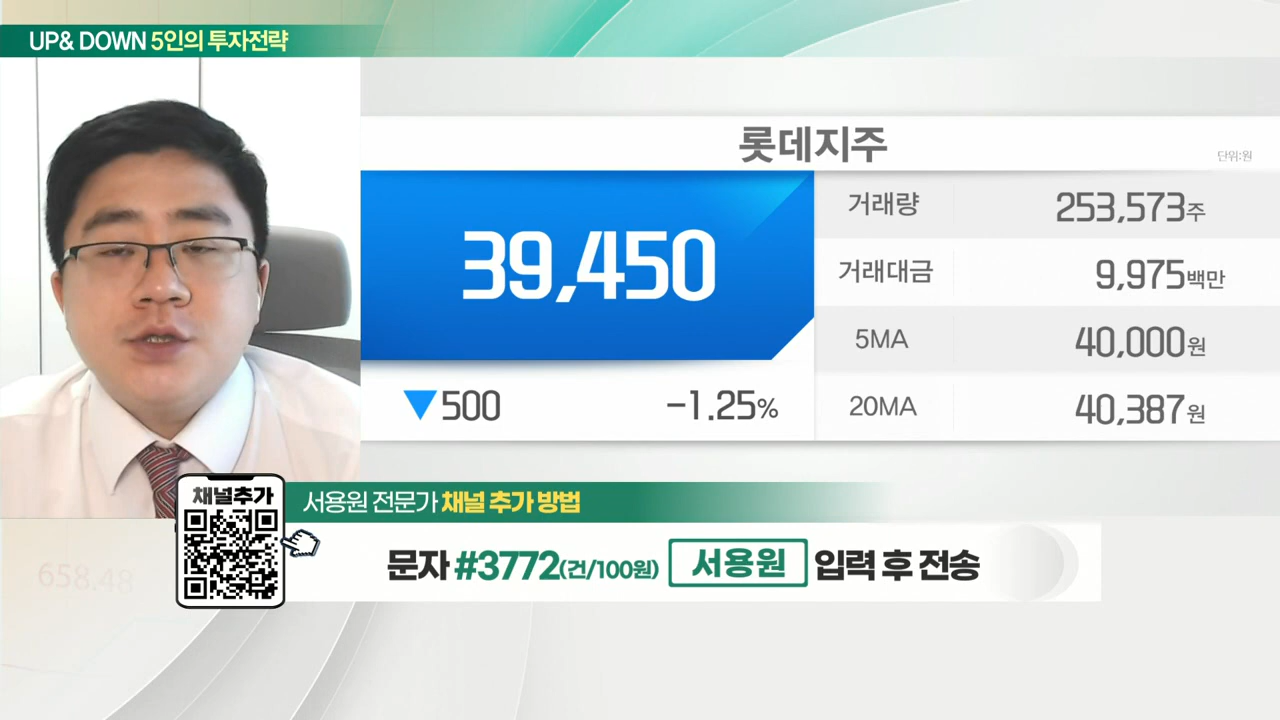 UP& DOWN 5인의 투자전략
롯데지주
단위:원
39,450
▼500 -1.25%
거래량 253,573주
거래대금 9,975백만
5MA 40,000원
20MA 40,387원
채널추가
서용원 전문가 채널 추가 방법
문자 #3772(건/100원) 서용원 입력 후 전송
658.48